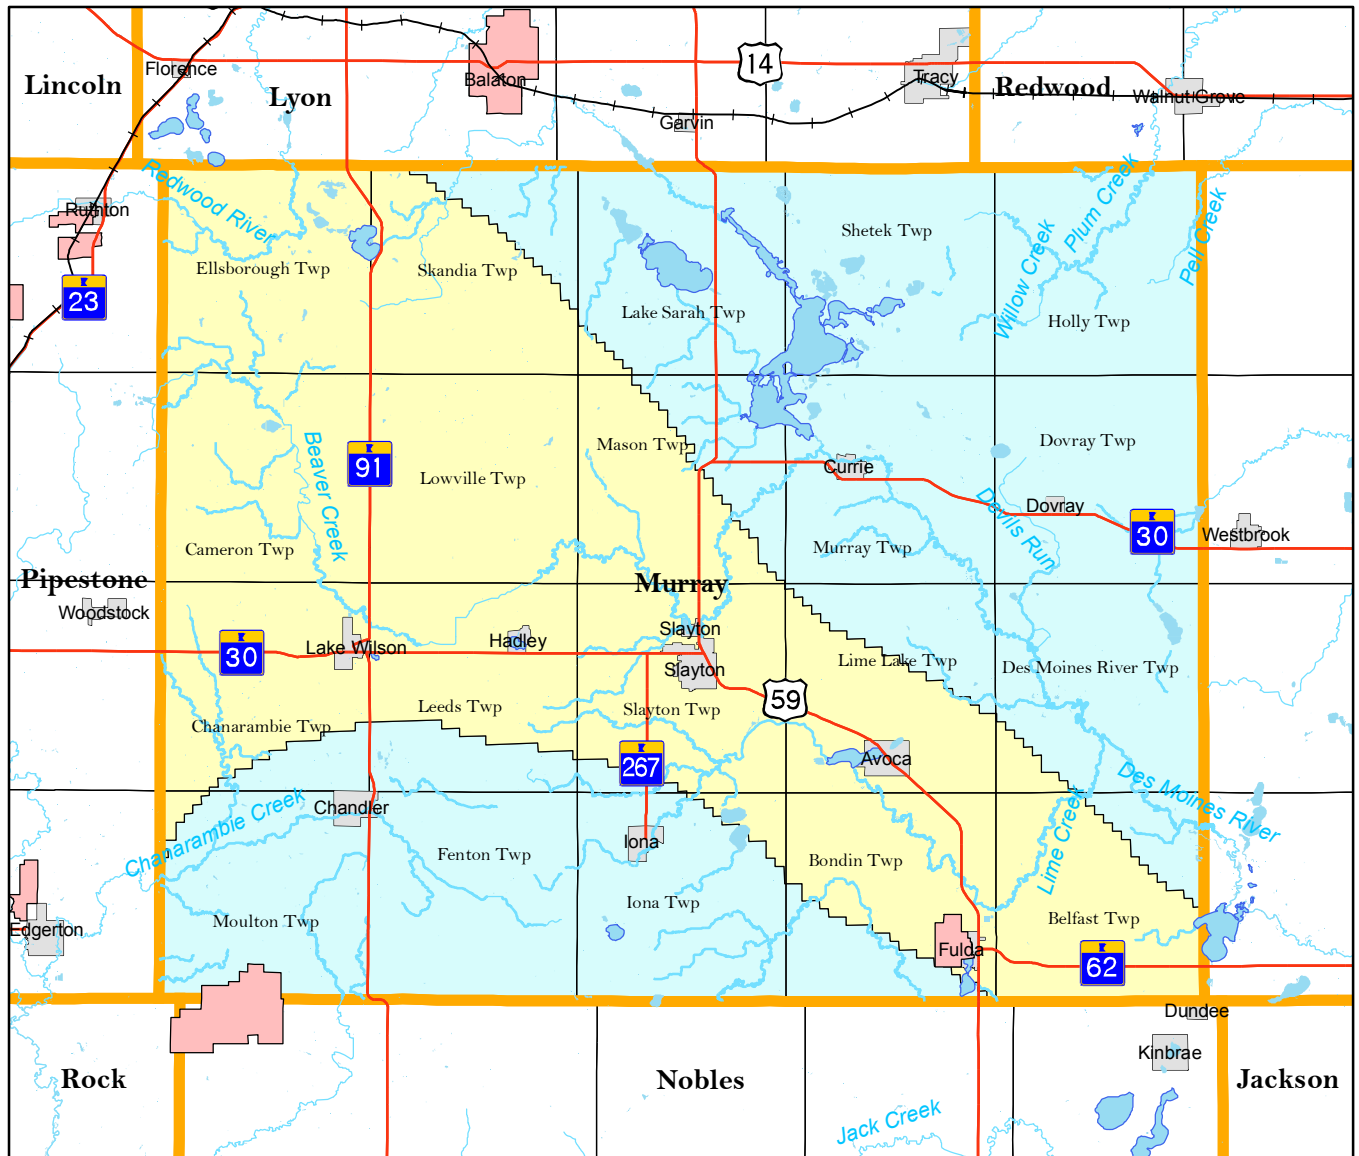 Lincoln
Florence
Lyon
Balaton
14
Tracy
Redwood
Walnut Grove
Garvin
Redwood River
Plum Creek
Ruthton
Pell Creek
Shetek Twp
Willow Creek
Ellsborough Twp
Skandia Twp
23
Lake Sarah Twp
Holly Twp
Mason Twp
Dovray Twp
Beaver Creek
91
Lowville Twp
Currie
Devils Run
Dovray
30
Westbrook
Cameron Twp
Murray Twp
Pipestone
Murray
Woodstock
Slayton
30
Lake Wilson
Hadley
Slayton
Lime Lake Twp
Des Moines River Twp
59
Leeds Twp
Slayton Twp
Chanarambie Twp
267
Avoca
Des Moines River
Chandler
Chanarambie Creek
Iona
Lime Creek
Fenton Twp
Bondin Twp
Iona Twp
Moulton Twp
Belfast Twp
Edgerton
Fulda
62
Dundee
Kinbrae
Rock
Nobles
Jackson
Jack Creek